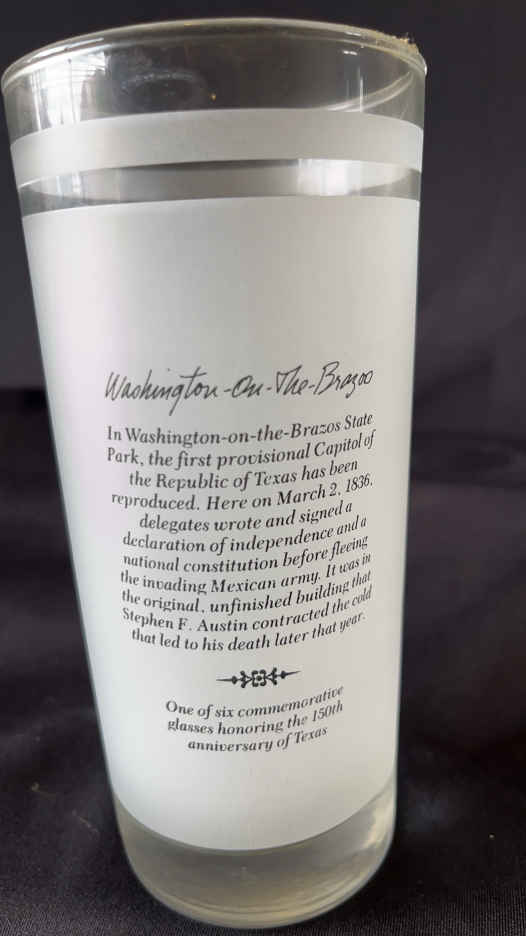 Washington-On-The-Brazos
In Washington-on-the-Brazos State
Park, the first provisional Capitol of
the Republic of Texas has been
reproduced. Here on March 2, 1836,
delegates wrote and signed a
declaration of independence and a
national constitution before fleeing
the invading Mexican army. It was in
the original, unfinished building that
Stephen F. Austin contracted the cold
that led to his death later that year.
One of six commemorative
glasses honoring the 150th
anniversary of Texas